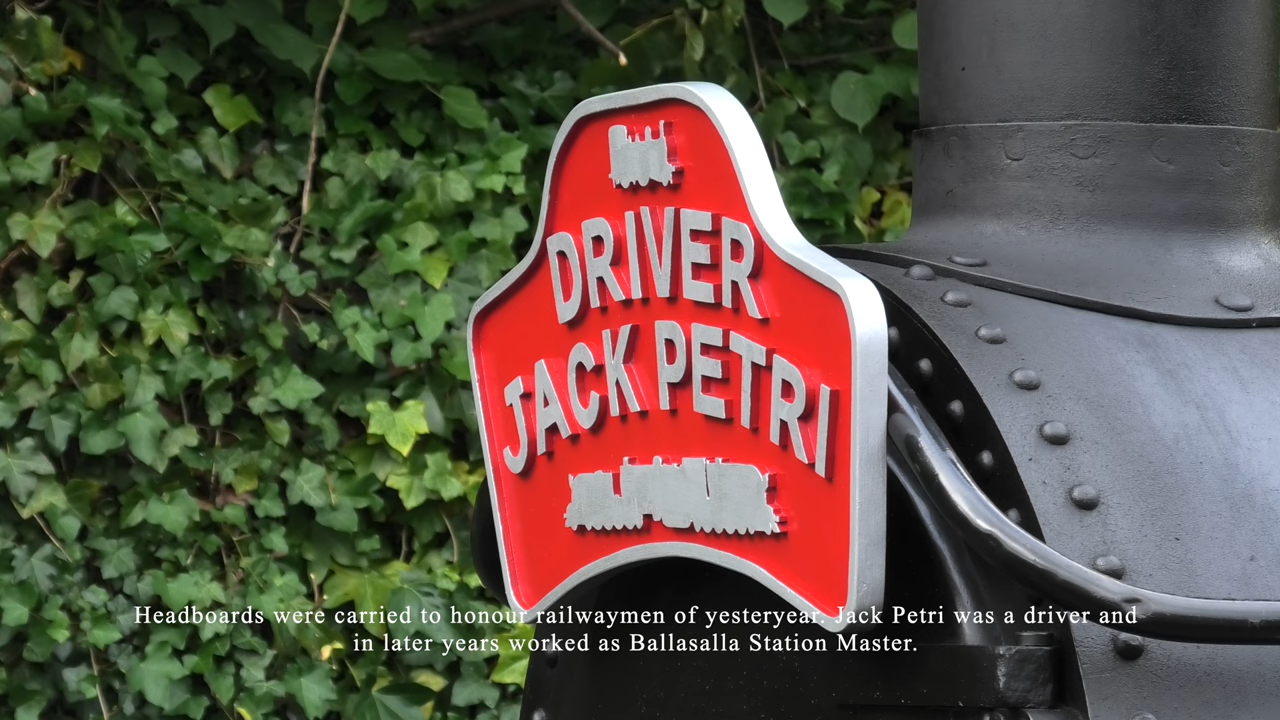 DRIVER
JACK PETRI
Headboards were carried to honour railwaymen of yesteryear. Jack Petri was a driver and
in later years worked as Ballasalla Station Master.